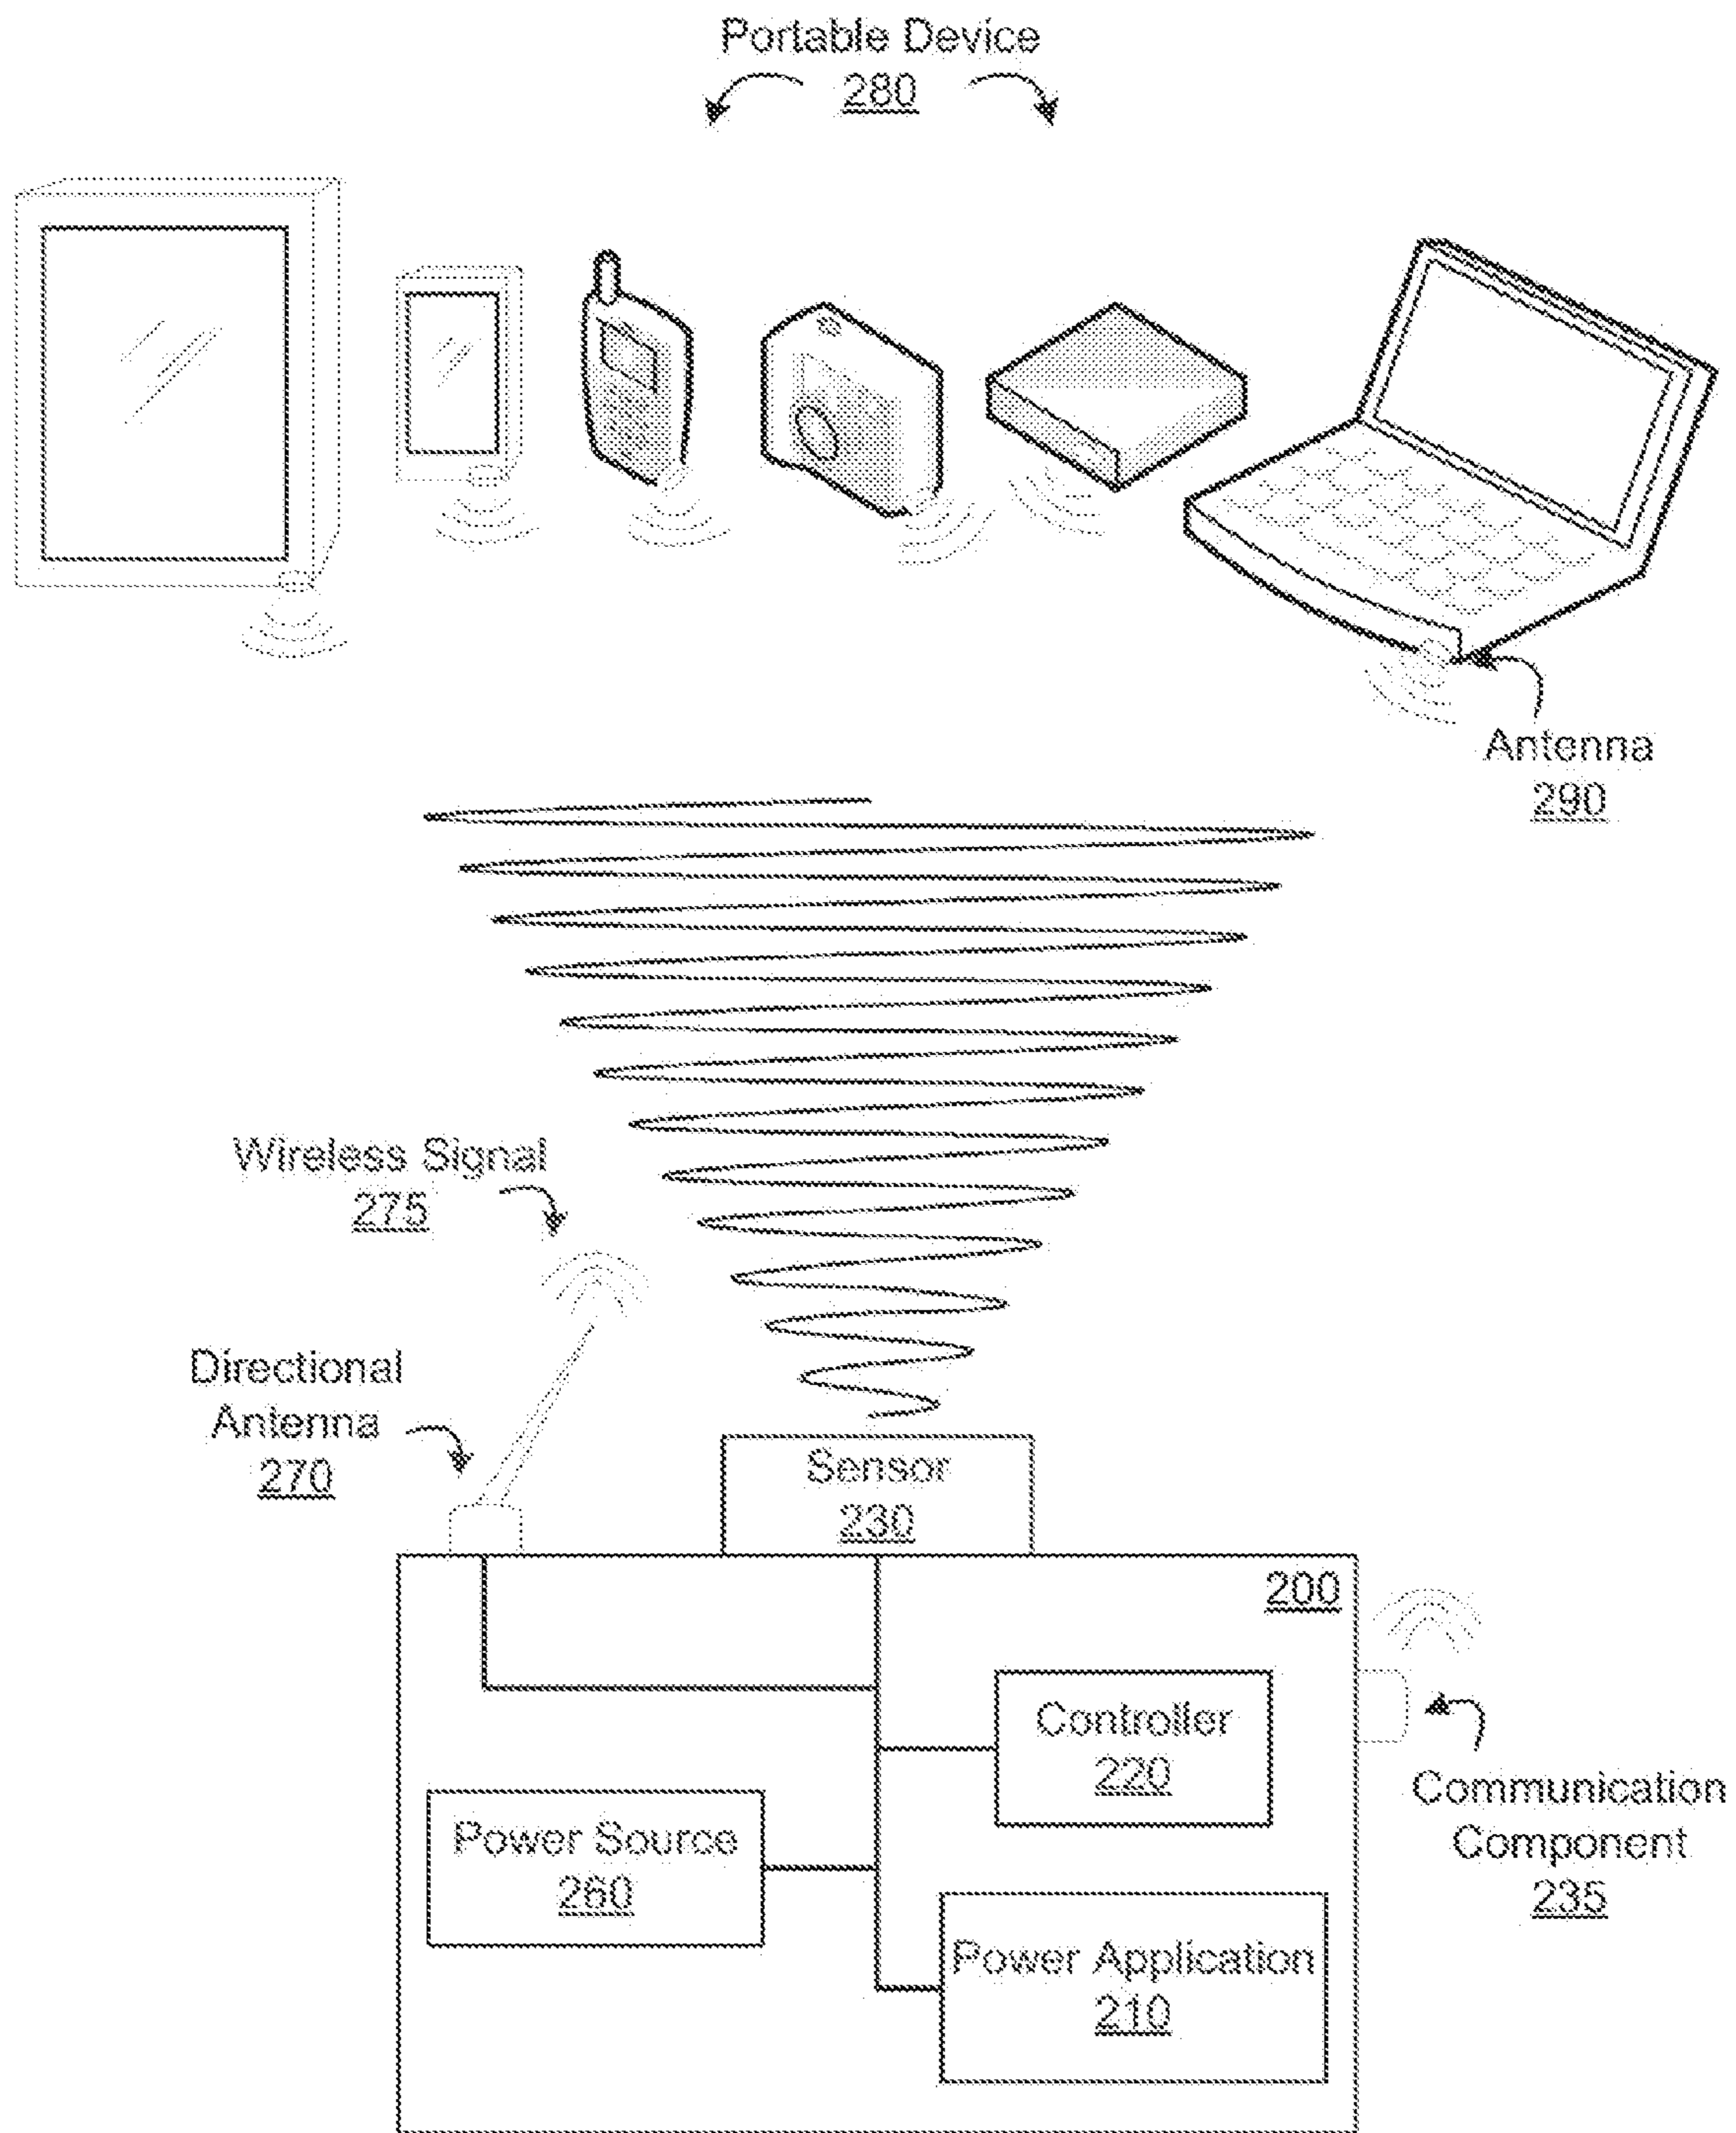 Portable Device
280
Antenna
290
Wireless Signal
275
Directional
Antenna
270
Sensor
230
200
Controller
220
Power Source
260
Communication
Component
235
Power Application
210